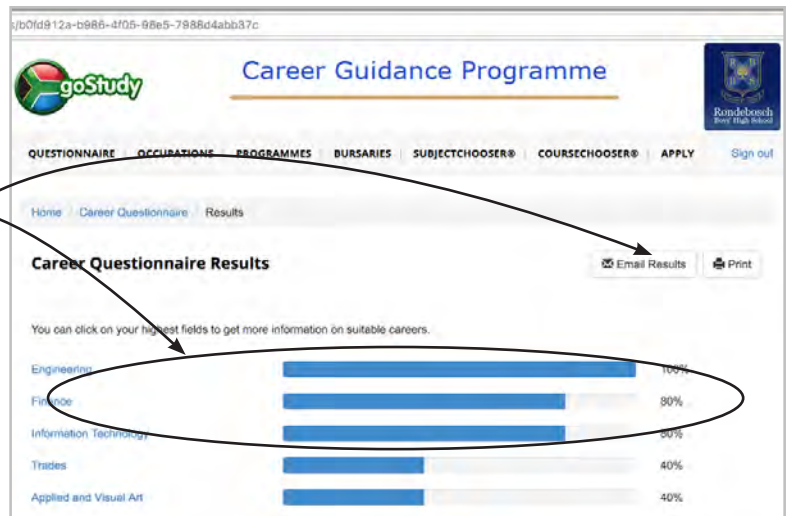 /b0fd912a-b986-4f05-98e5-7988d4abb37c
goStudy
Career Guidance Programme
Rondebosch
Boys' High School
QUESTIONNAIRE | OCCUPATIONS | PROGRAMMES | BURSARIES | SUBJECTCHOOSER® | COURSECHOOSER® | APPLY Sign out
Home / Career Questionnaire / Results
Career Questionnaire Results
Email Results
Print
You can click on your highest fields to get more information on suitable careers.
Engineering 100%
Finance 80%
Information Technology 80%
Trades 40%
Applied and Visual Art 40%